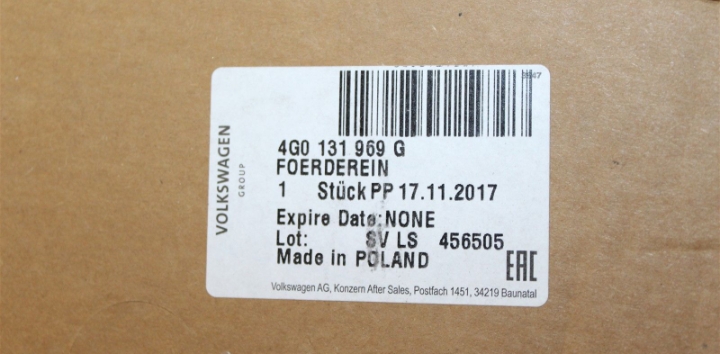 VOLKSWAGEN
GROUP
4G0 131 969 G
FOERDEREIN
1 Stück PP 17.11.2017
Expire Date: NONE
Lot: SV LS 456505
Made in POLAND
EAC
Volkswagen AG, Konzern After Sales, Postfach 1451, 34219 Baunatal